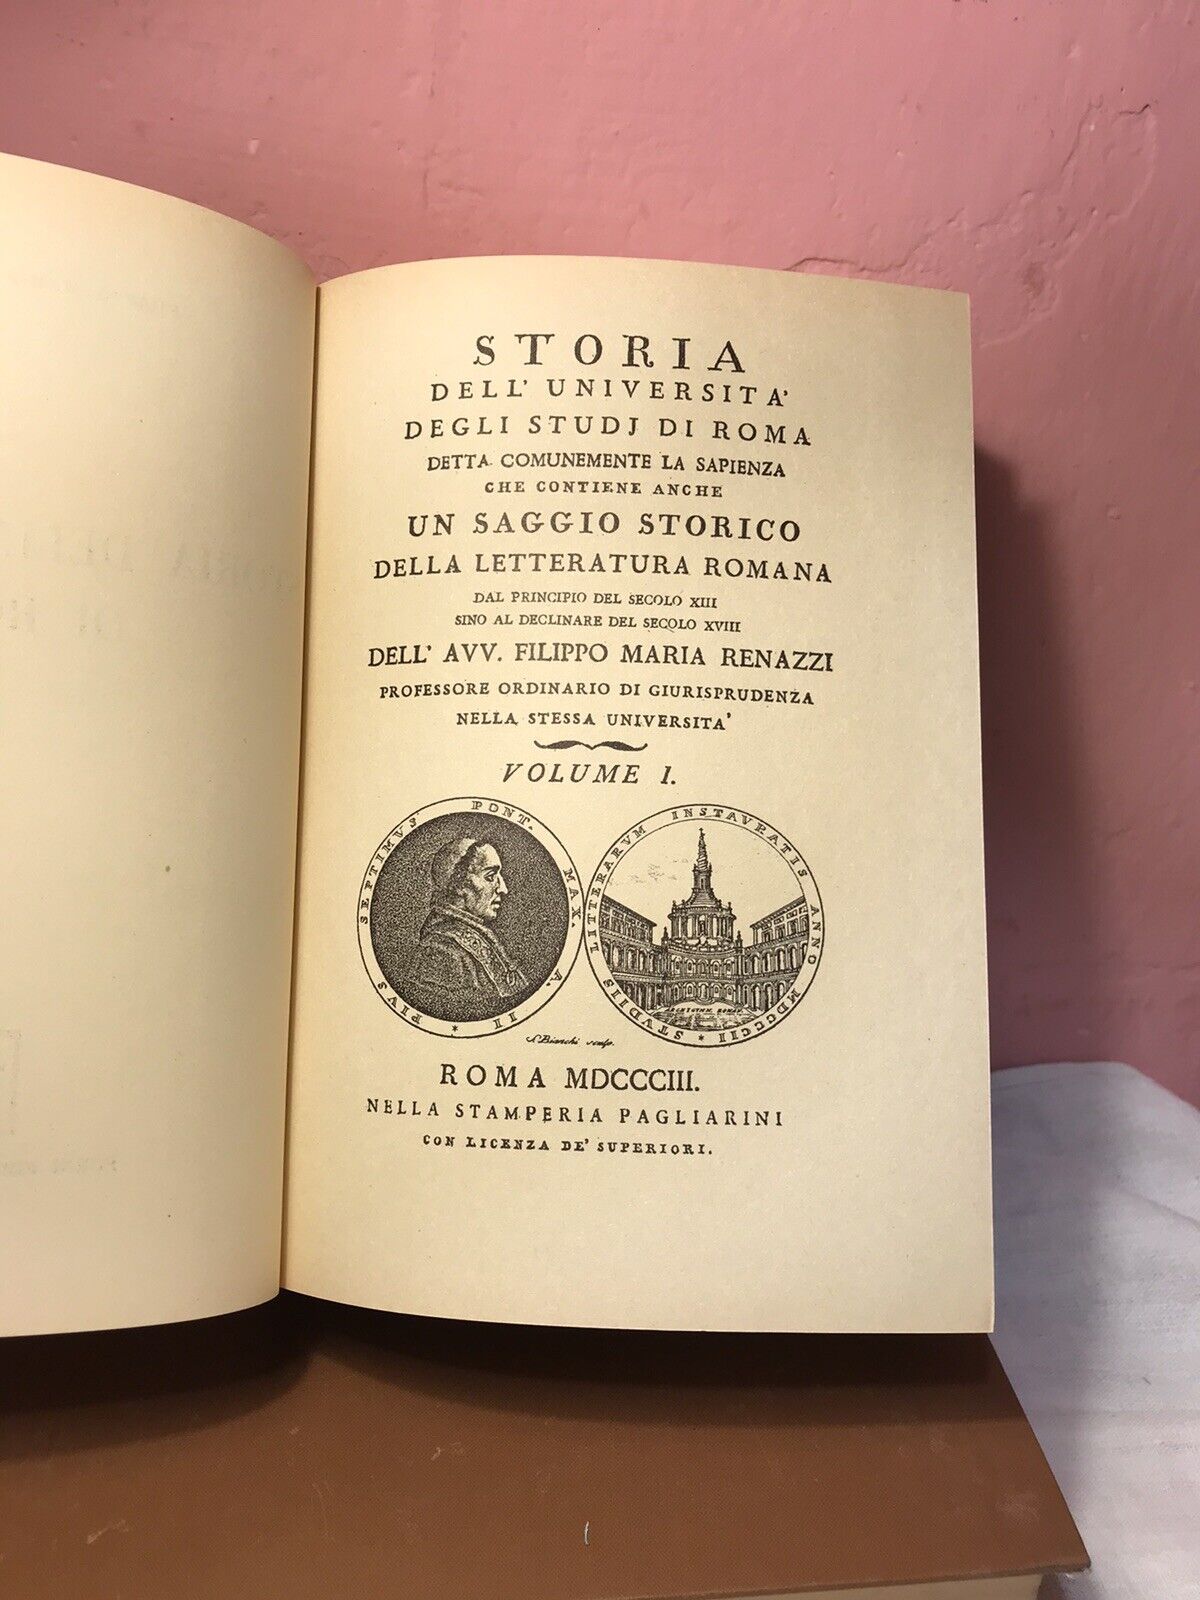 STORIA
DELL' UNIVERSITA'
DEGLI STUDJ DI ROMA
DETTA COMUNEMENTE LA SAPIENZA
CHE CONTIENE ANCHE
UN SAGGIO STORICO
DELLA LETTERATURA ROMANA
DAL PRINCIPIO DEL SECOLO XIII
SINO AL DECLINARE DEL SECOLO XVIII
DELL' AVV. FILIPPO MARIA RENAZZI
PROFESSORE ORDINARIO DI GIURISPRUDENZA
NELLA STESSA UNIVERSITA'
VOLUME I.
PIVS SEPTIMVS PONT. MAX. A. II *
STVDIIS LITTERARVM INSTAVRATIS ANNO MDCCCII *
Bianchi sculp.
ROMA MDCCCIII.
NELLA STAMPERIA PAGLIARINI
CON LICENZA DE' SUPERIORI.